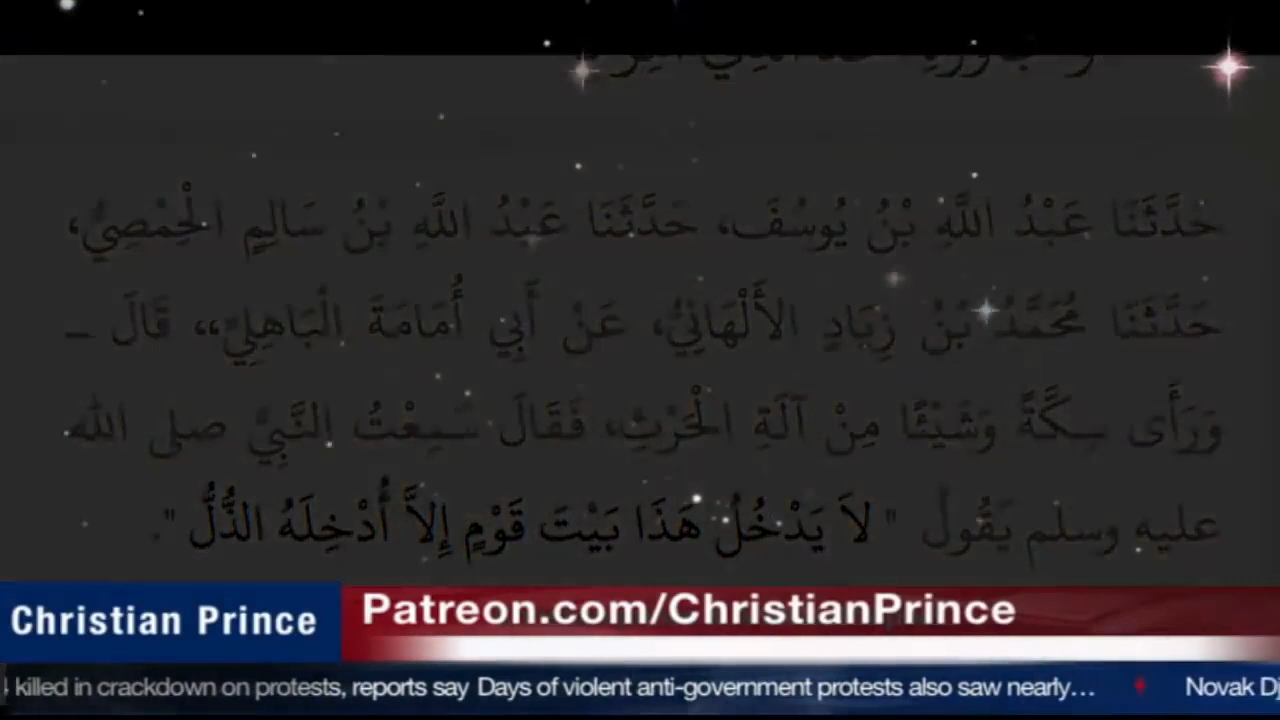 حَدَّثَنَا عَبْدُ اللَّهِ بْنُ يُوسُفَ، حَدَّثَنَا عَبْدُ اللَّهِ بْنُ سَالِمٍ الْحِمْصِيُّ،
حَدَّثَنَا مُحَمَّدُ بْنُ زِيَادٍ الأَلْهَانِيُّ، عَنْ أَبِي أُمَامَةَ الْبَاهِلِيِّ،، قَالَ ـ
وَرَأَى سِكَّةً وَشَيْئًا مِنْ آلَةِ الْحَرْثِ، فَقَالَ سَمِعْتُ النَّبِيَّ صلى الله
عليه وسلم يَقُولُ " لاَ يَدْخُلُ هَذَا بَيْتَ قَوْمٍ إِلاَّ أُدْخِلَهُ الذُّلُّ ".
Christian Prince
Patreon.com/ChristianPrince
killed in crackdown on protests, reports say Days of violent anti-government protests also saw nearly… Novak Dj